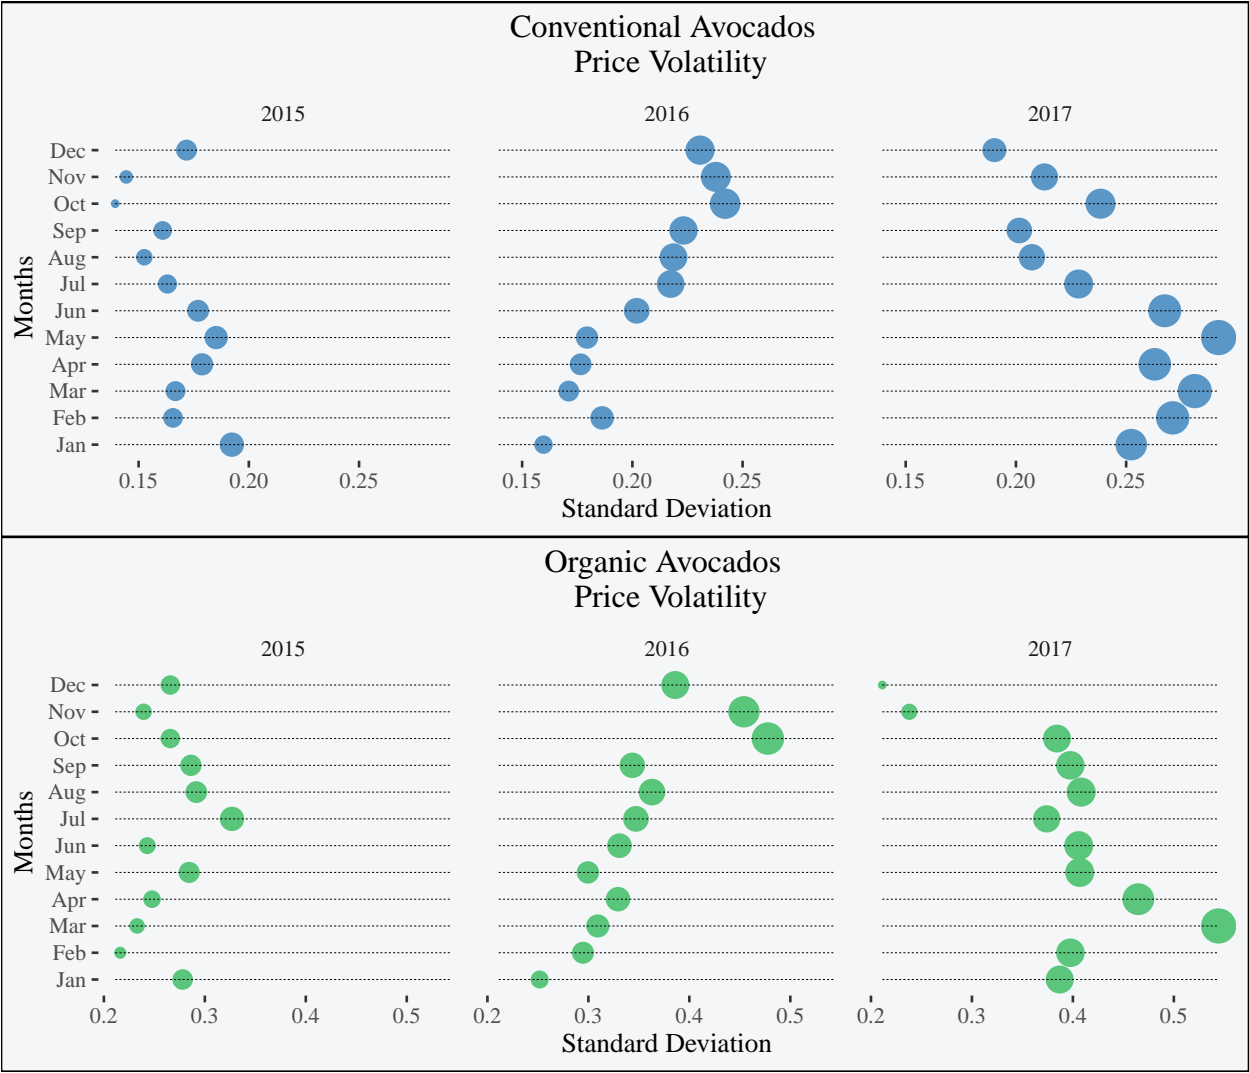 Conventional Avocados
Price Volatility
2015 2016 2017
Months
Dec
Nov
Oct
Sep
Aug
Jul
Jun
May
Apr
Mar
Feb
Jan
0.15 0.20 0.25 0.15 0.20 0.25 0.15 0.20 0.25
Standard Deviation
Organic Avocados
Price Volatility
2015 2016 2017
Months
Dec
Nov
Oct
Sep
Aug
Jul
Jun
May
Apr
Mar
Feb
Jan
0.2 0.3 0.4 0.5 0.2 0.3 0.4 0.5 0.2 0.3 0.4 0.5
Standard Deviation